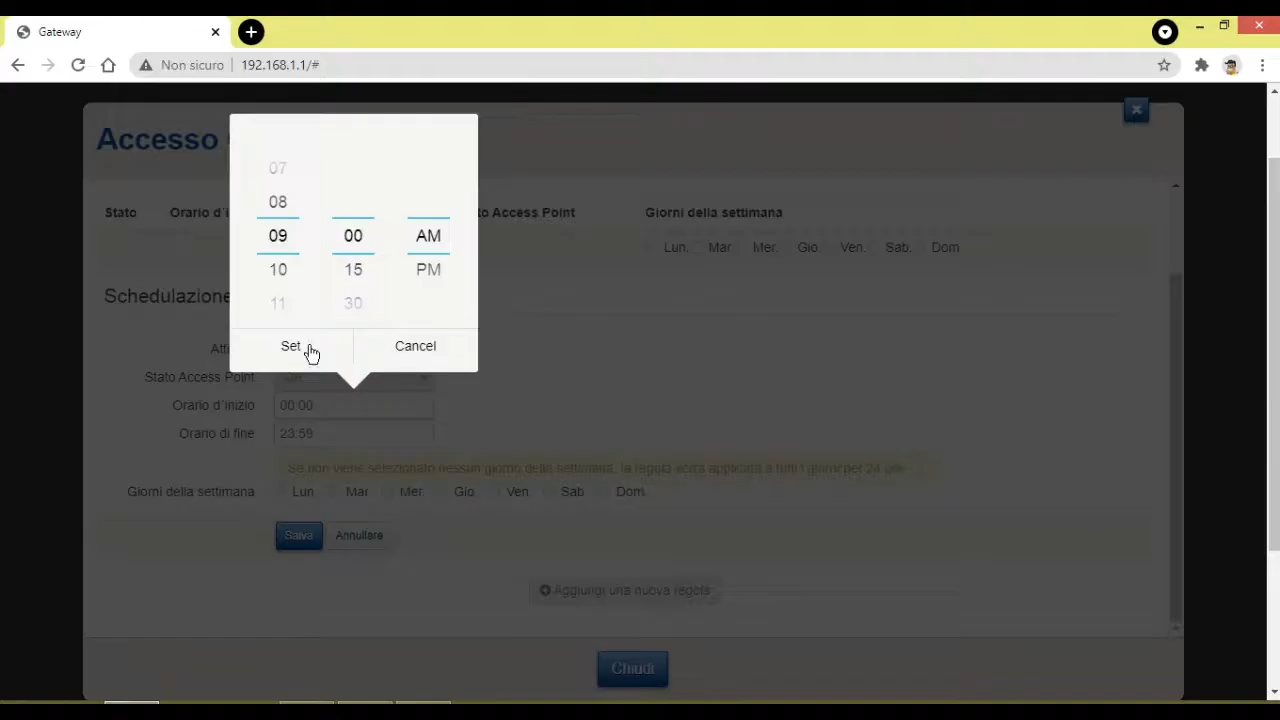 Gateway
Non sicuro 192.168.1.1/#
Accesso
07
08
09 00 AM
10 15 PM
11 30
Set Cancel
Stato Orario d'i to Access Point Giorni della settimana
Lun. Mar. Mer. Gio. Ven. Sab. Dom
Schedulazione
Atti
Stato Access Point
Orario d'inizio 00:00
Orario di fine 23:59
Se non viene selezionato nessun giorno della settimana, la regola verrà applicata a tutti i giorni per 24 ore
Giorni della settimana Lun. Mar. Mer. Gio. Ven. Sab. Dom.
Salva Annullare
Aggiungi una nuova regola
Chiudi